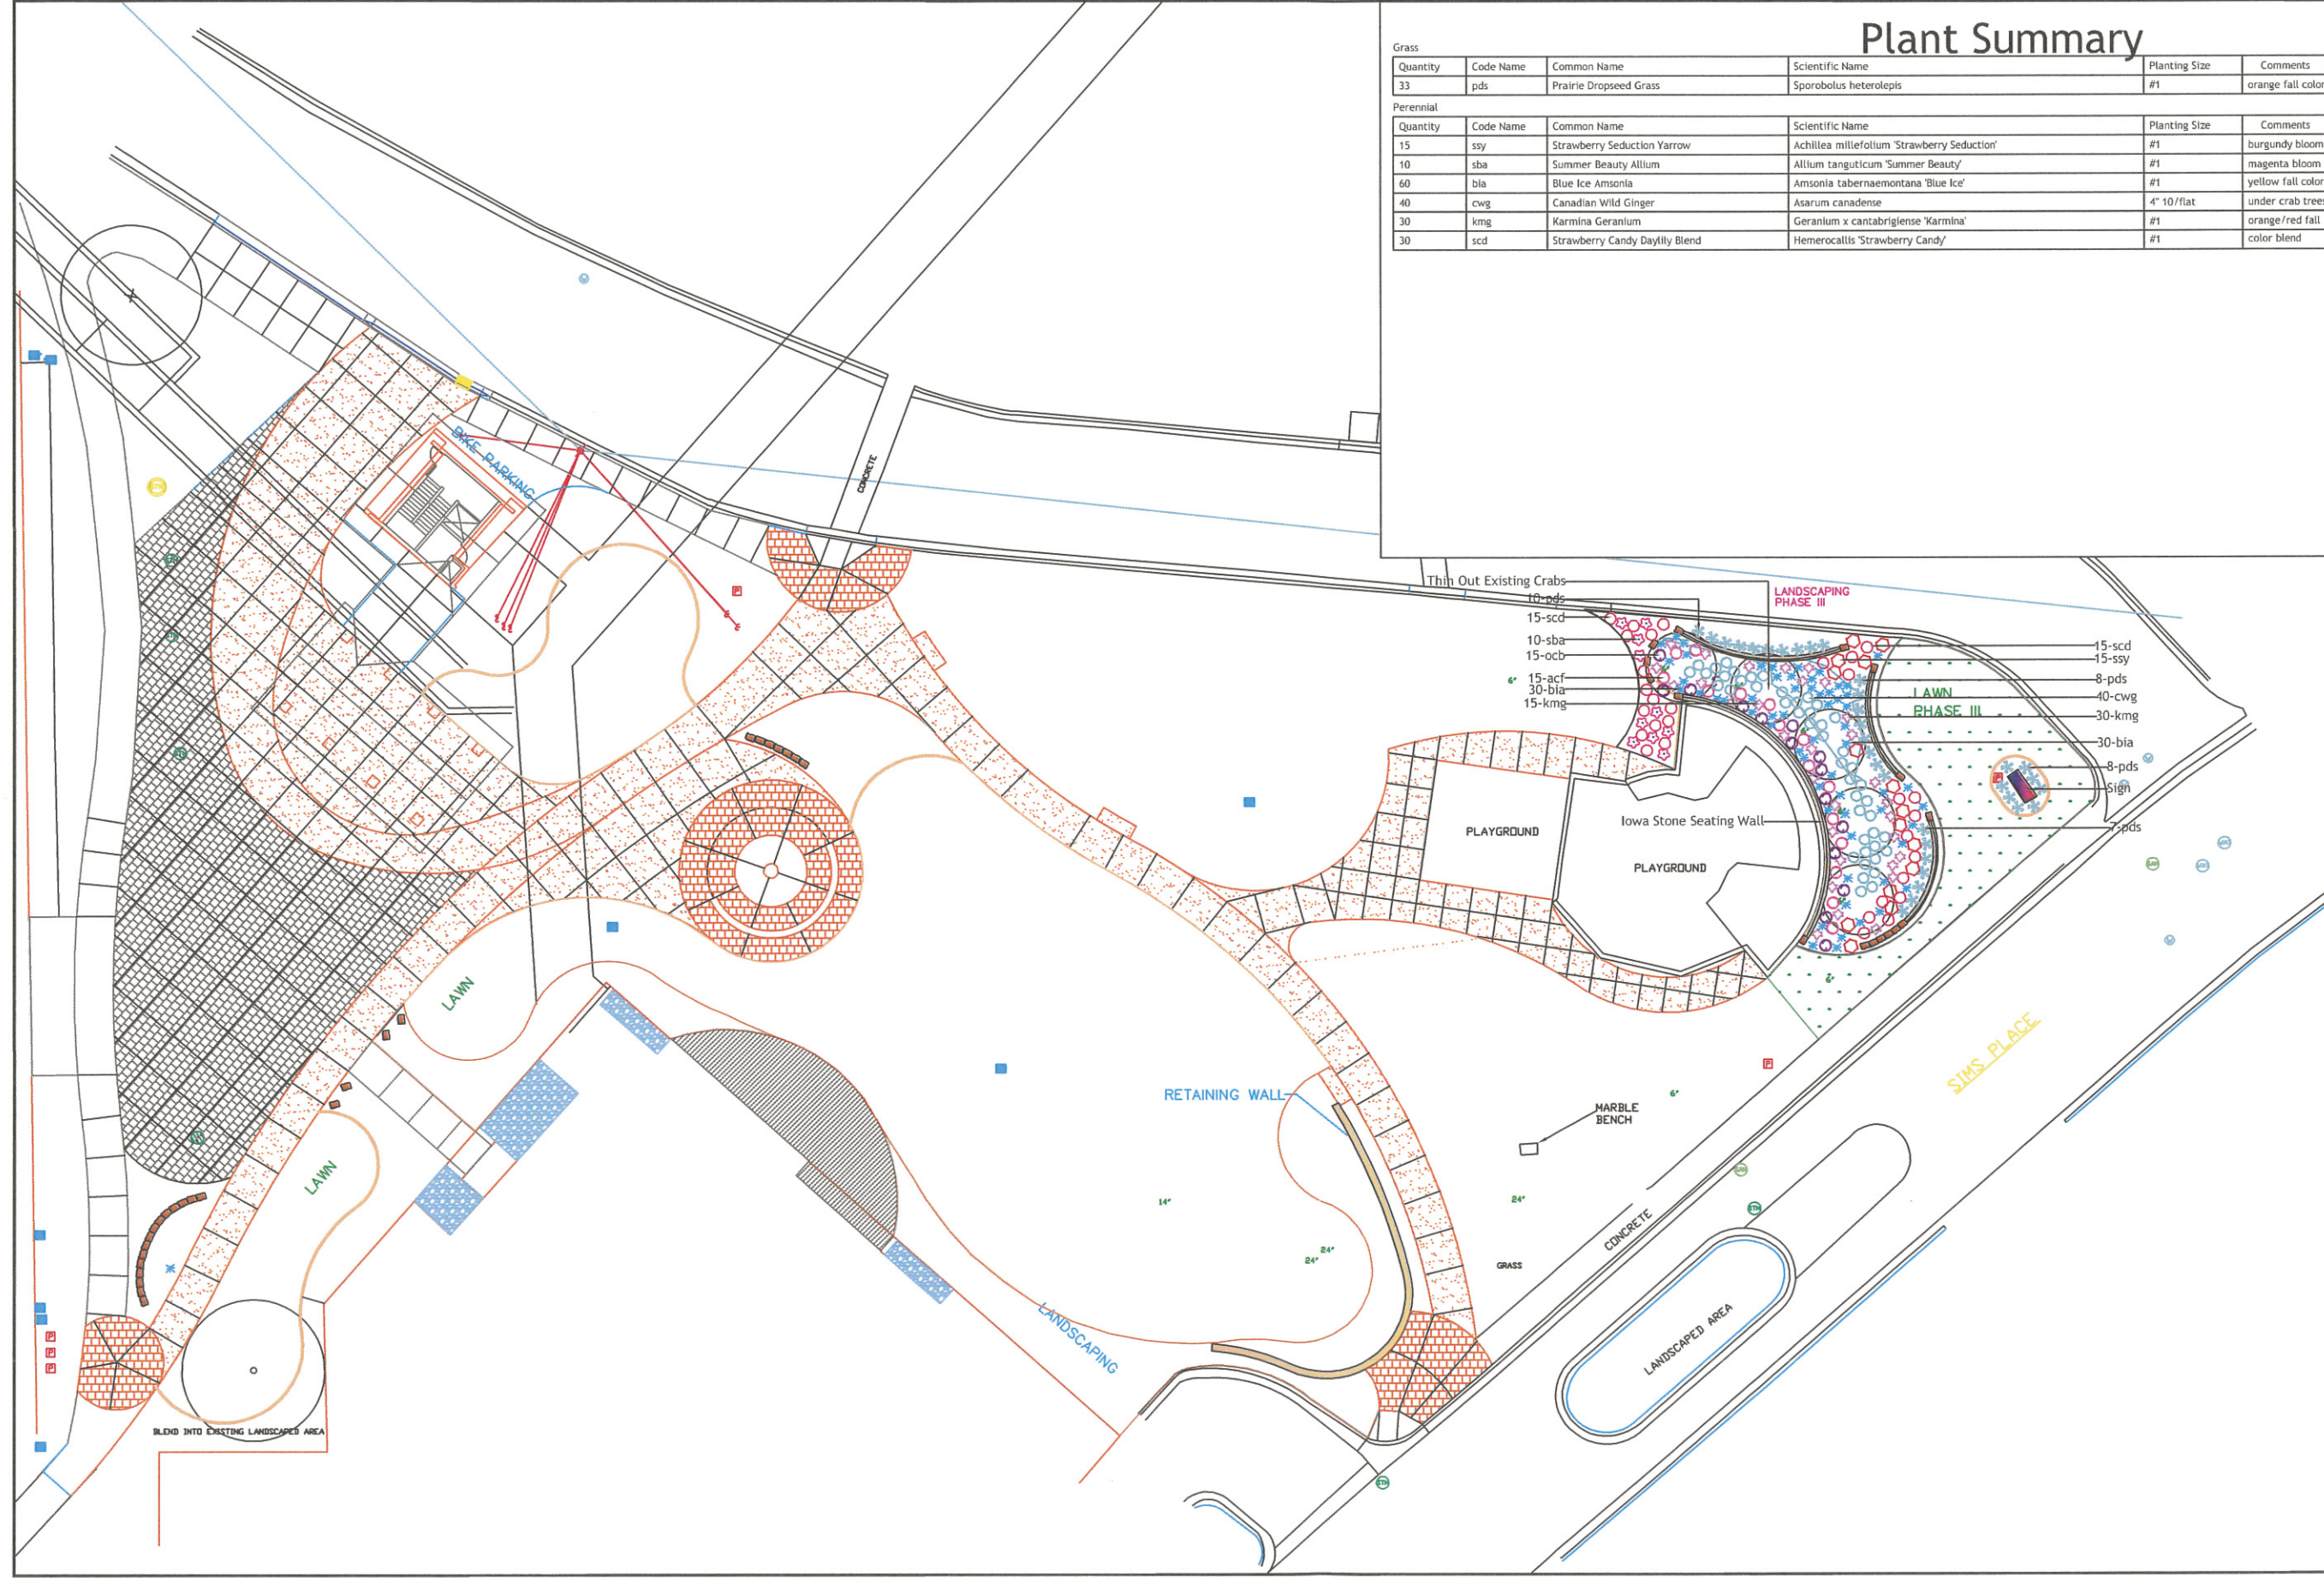 Plant Summary
Grass
Quantity Code Name Common Name Scientific Name Planting Size Comments
33 pds Prairie Dropseed Grass Sporobolus heterolepis #1 orange fall color
Perennial
Quantity Code Name Common Name Scientific Name Planting Size Comments
15 ssy Strawberry Seduction Yarrow Achillea millefolium 'Strawberry Seduction' #1 burgundy bloom
10 sba Summer Beauty Allium Allium tanguticum 'Summer Beauty' #1 magenta bloom
60 bia Blue Ice Amsonia Amsonia tabernaemontana 'Blue Ice' #1 yellow fall color
40 cwg Canadian Wild Ginger Asarum canadense 4" 10/flat under crab trees
30 kmg Karmina Geranium Geranium x cantabrigiense 'Karmina' #1 orange/red fall
30 scd Strawberry Candy Daylily Blend Hemerocallis 'Strawberry Candy' #1 color blend
BIKE PARKING
CONCRETE
Thin Out Existing Crabs
10-pds
15-scd
10-sba
15-ocb
15-acf
30-bia
15-kmg
6"
LANDSCAPING
PHASE III
15-scd
15-ssy
8-pds
40-cwg
30-kmg
30-bia
8-pds
Sign
7-pds
LAWN
PHASE III
Iowa Stone Seating Wall
PLAYGROUND
PLAYGROUND
6"
LAWN
LAWN
RETAINING WALL
MARBLE
BENCH
6"
SIMS PLACE
14"
24"
24"
24"
GRASS
CONCRETE
LANDSCAPED AREA
LANDSCAPING
BLEND INTO EXISTING LANDSCAPED AREA
P
P
P
P
P
P
STM
STM